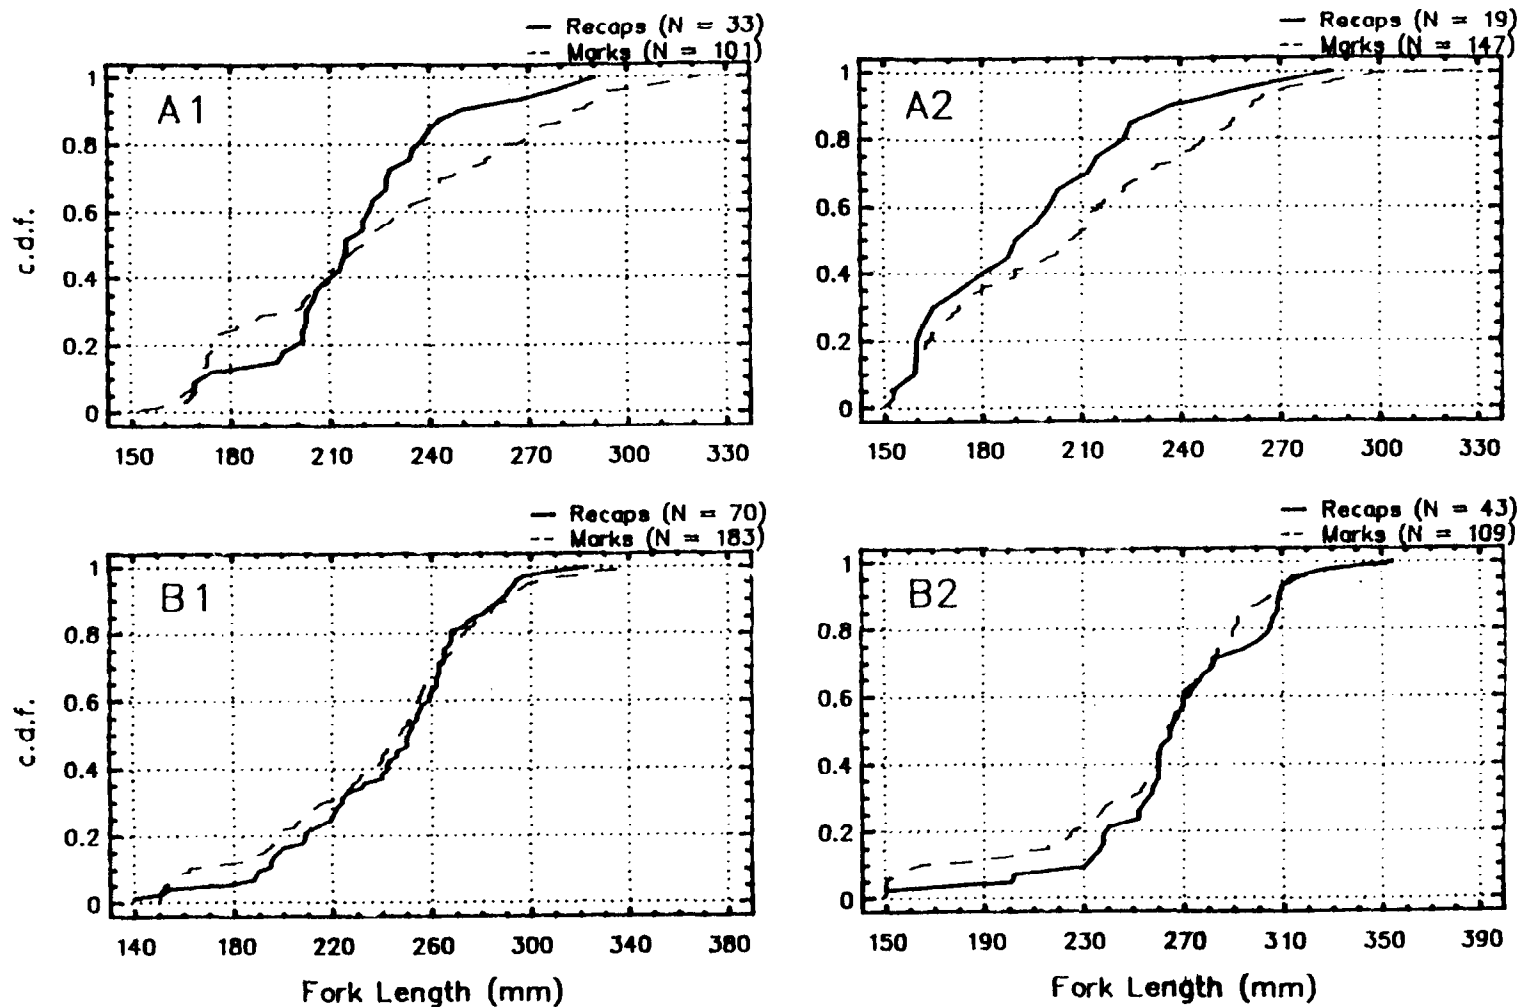 Recaps (N = 33)
Marks (N = 101)
A1
c.d.f.
1
0.8
0.6
0.4
0.2
0
150 180 210 240 270 300 330
Recaps (N = 19)
Marks (N = 147)
A2
1
0.8
0.6
0.4
0.2
0
150 180 210 240 270 300 330
Recaps (N = 70)
Marks (N = 183)
B1
c.d.f.
1
0.8
0.6
0.4
0.2
0
140 180 220 260 300 340 380
Fork Length (mm)
Recaps (N = 43)
Marks (N = 109)
B2
1
0.8
0.6
0.4
0.2
0
150 190 230 270 310 350 390
Fork Length (mm)